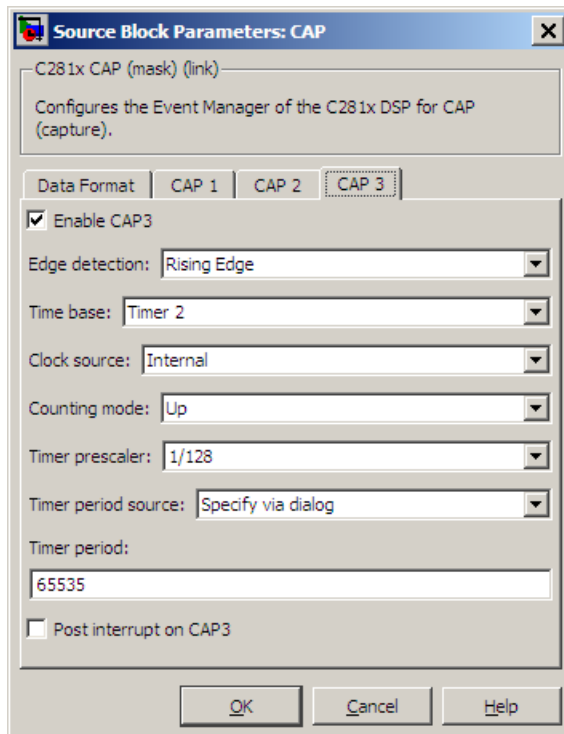 Source Block Parameters: CAP
C281x CAP (mask) (link)
Configures the Event Manager of the C281x DSP for CAP
(capture).
Data Format CAP 1 CAP 2 CAP 3
Enable CAP3
Edge detection: Rising Edge
Time base: Timer 2
Clock source: Internal
Counting mode: Up
Timer prescaler: 1/128
Timer period source: Specify via dialog
Timer period:
65535
Post interrupt on CAP3
OK Cancel Help